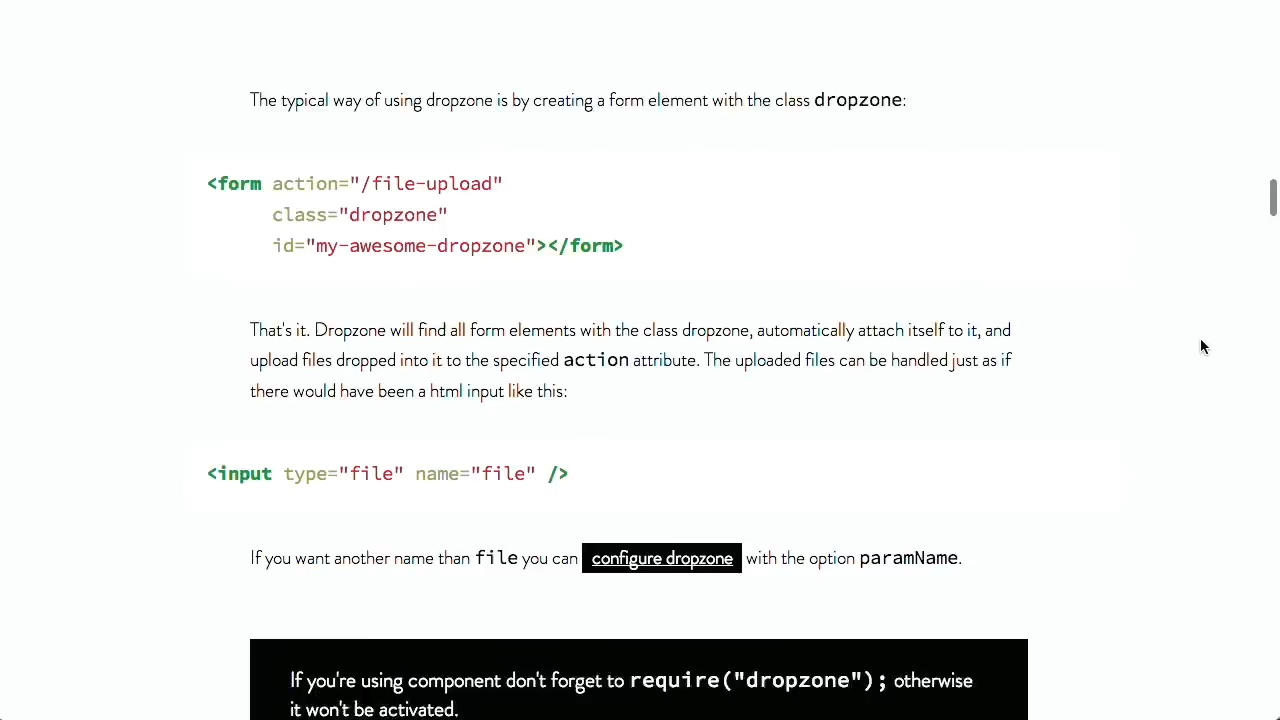 The typical way of using dropzone is by creating a form element with the class dropzone:
<form action="/file-upload"
class="dropzone"
id="my-awesome-dropzone"></form>
That's it. Dropzone will find all form elements with the class dropzone, automatically attach itself to it, and
upload files dropped into it to the specified action attribute. The uploaded files can be handled just as if
there would have been a html input like this:
<input type="file" name="file" />
If you want another name than file you can configure dropzone with the option paramName.
If you're using component don't forget to require("dropzone"); otherwise
it won't be activated.